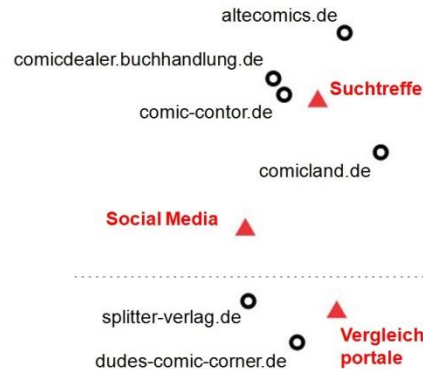 altecomics.de
comicdealer.buchhandlung.de
Suchtreffe
comic-contor.de
comicland.de
Social Media
splitter-verlag.de
Vergleich
portale
dudes-comic-corner.de